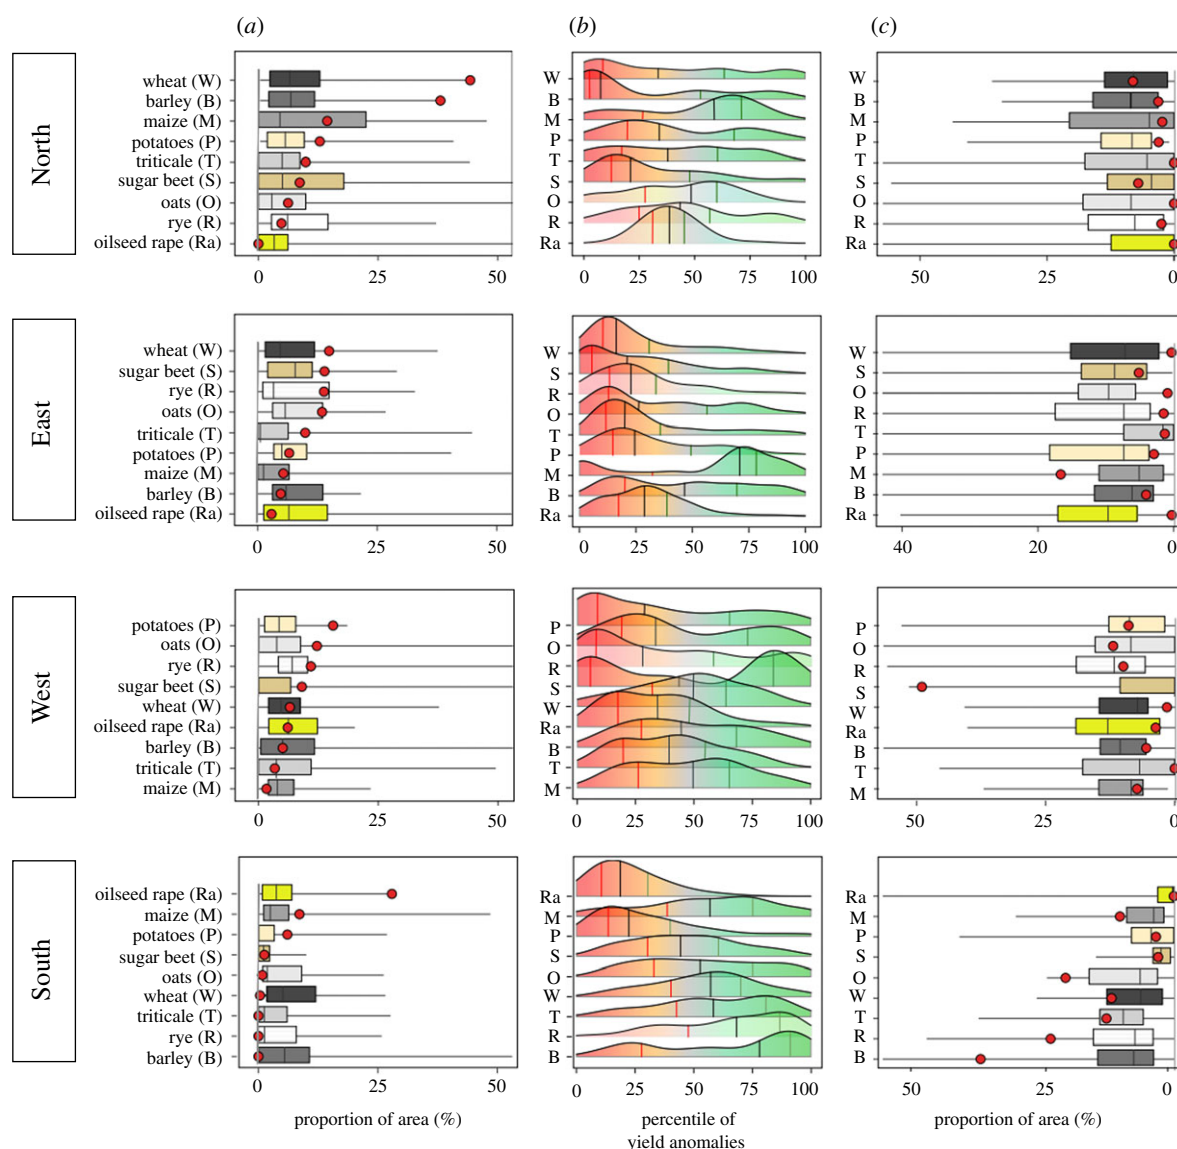 (a) (b) (c)
North
wheat (W)
barley (B)
maize (M)
potatoes (P)
triticale (T)
sugar beet (S)
oats (O)
rye (R)
oilseed rape (Ra)
0 25 50
W
B
M
P
T
S
O
R
Ra
0 25 50 75 100
W
B
M
P
T
S
O
R
Ra
50 25 0
East
wheat (W)
sugar beet (S)
rye (R)
oats (O)
triticale (T)
potatoes (P)
maize (M)
barley (B)
oilseed rape (Ra)
0 25 50
W
S
R
O
T
P
M
B
Ra
0 25 50 75 100
W
S
O
R
T
P
M
B
Ra
40 20 0
West
potatoes (P)
oats (O)
rye (R)
sugar beet (S)
wheat (W)
oilseed rape (Ra)
barley (B)
triticale (T)
maize (M)
0 25 50
P
O
R
S
W
Ra
B
T
M
0 25 50 75 100
P
O
R
S
W
Ra
B
T
M
50 25 0
South
oilseed rape (Ra)
maize (M)
potatoes (P)
sugar beet (S)
oats (O)
wheat (W)
triticale (T)
rye (R)
barley (B)
0 25 50
proportion of area (%)
Ra
M
P
S
O
W
T
R
B
0 25 50 75 100
percentile of
yield anomalies
Ra
M
P
S
O
W
T
R
B
50 25 0
proportion of area (%)